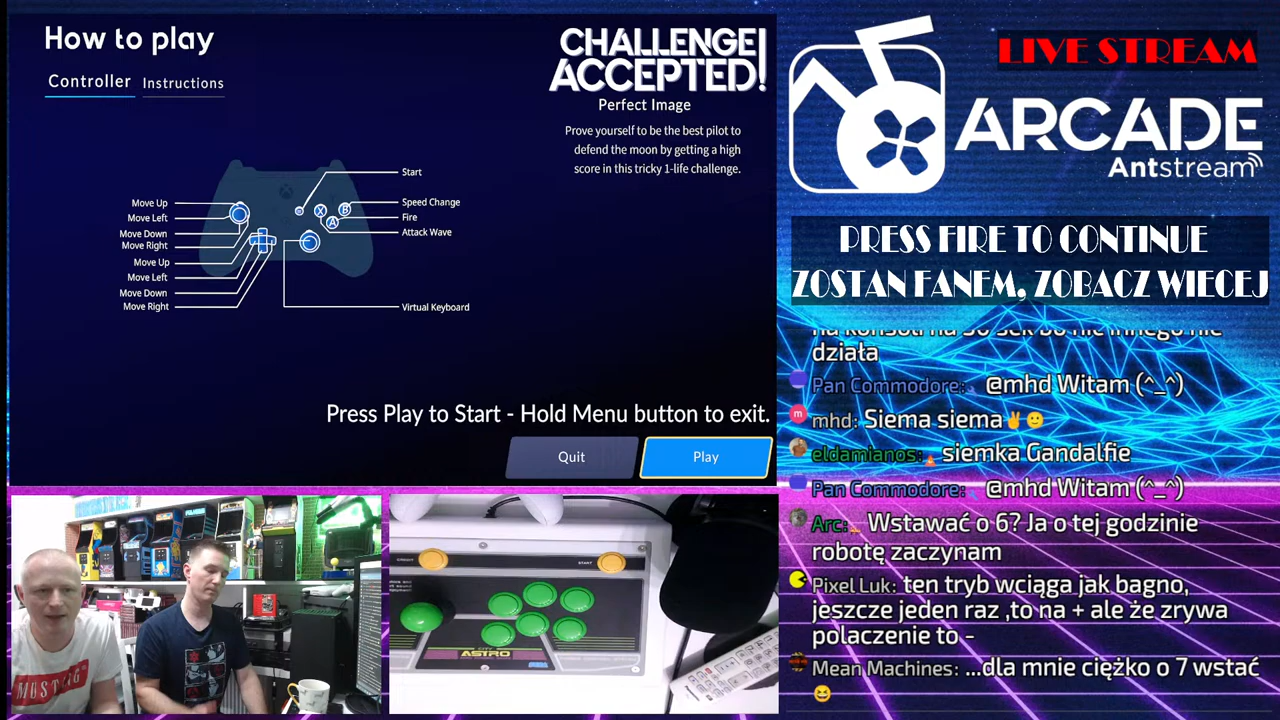 How to play
Controller Instructions
CHALLENGE
ACCEPTED!
Perfect Image
Prove yourself to be the best pilot to
defend the moon by getting a high
score in this tricky 1-life challenge.
Start
Speed Change
Fire
Attack Wave
Virtual Keyboard
Move Up
Move Left
Move Down
Move Right
Move Up
Move Left
Move Down
Move Right
Press Play to Start - Hold Menu button to exit.
Quit
Play
LIVE STREAM
ARCADE
Antstream
PRESS FIRE TO CONTINUE
ZOSTAN FANEM, ZOBACZ WIECEJ
działa
Pan Commodore: @mhd Witam (^_^)
m mhd: Siema siema✌🙂
eldamianos: siemka Gandalfie
Pan Commodore: @mhd Witam (^_^)
Arc: Wstawać o 6? Ja o tej godzinie
robotę zaczynam
Pixel Luk: ten tryb wciąga jak bagno,
jeszcze jeden raz ,to na + ale że zrywa
polaczenie to -
Mean Machines: ...dla mnie ciężko o 7 wstać
😆
MUSTANG
START
CITY
ASTRO
X
B
A